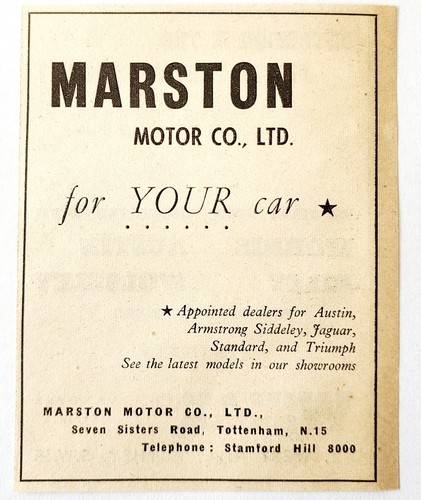 MARSTON
MOTOR CO., LTD.
for YOUR car ★
★ Appointed dealers for Austin,
Armstrong Siddeley, Jaguar,
Standard, and Triumph
See the latest models in our showrooms
MARSTON MOTOR CO., LTD.,
Seven Sisters Road, Tottenham, N.15
Telephone: Stamford Hill 8000